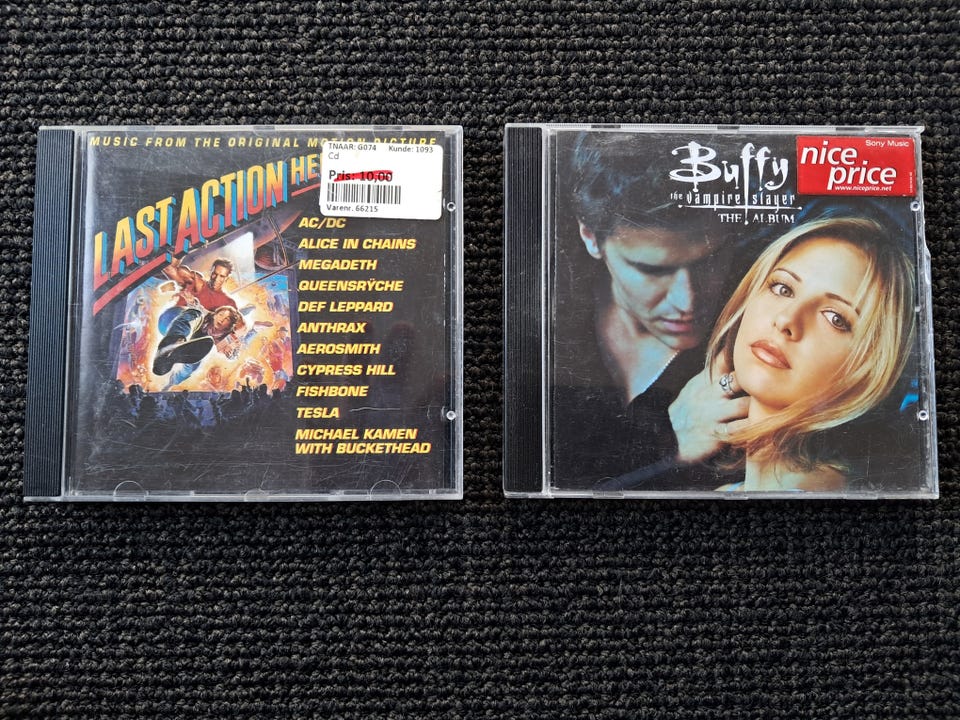 MUSIC FROM THE ORIGINAL MOTION PICTURE
LAST ACTION HE
TNAAR: G074 Kunde: 1093
Cd
Pris: 10,00
Varenr. 66215
AC/DC
ALICE IN CHAINS
MEGADETH
QUEENSRŸCHE
DEF LEPPARD
ANTHRAX
AEROSMITH
CYPRESS HILL
FISHBONE
TESLA
MICHAEL KAMEN
WITH BUCKETHEAD
Buffy
the vampire slayer
THE ALBUM
Sony Music
nice
price
www.niceprice.net